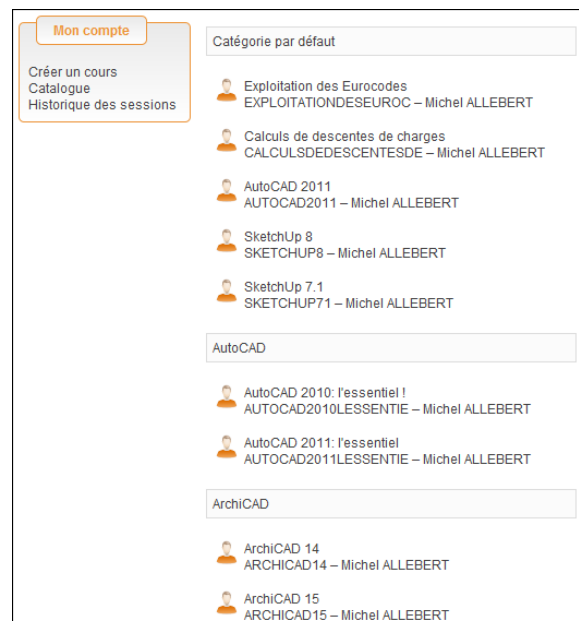 Mon compte
Créer un cours
Catalogue
Historique des sessions
Catégorie par défaut
Exploitation des Eurocodes
EXPLOITATIONDESEUROC – Michel ALLEBERT
Calculs de descentes de charges
CALCULSDEDESCENTESDE – Michel ALLEBERT
AutoCAD 2011
AUTOCAD2011 – Michel ALLEBERT
SketchUp 8
SKETCHUP8 – Michel ALLEBERT
SketchUp 7.1
SKETCHUP71 – Michel ALLEBERT
AutoCAD
AutoCAD 2010: l'essentiel !
AUTOCAD2010LESSENTIE – Michel ALLEBERT
AutoCAD 2011: l'essentiel
AUTOCAD2011LESSENTIE – Michel ALLEBERT
ArchiCAD
ArchiCAD 14
ARCHICAD14 – Michel ALLEBERT
ArchiCAD 15
ARCHICAD15 – Michel ALLEBERT